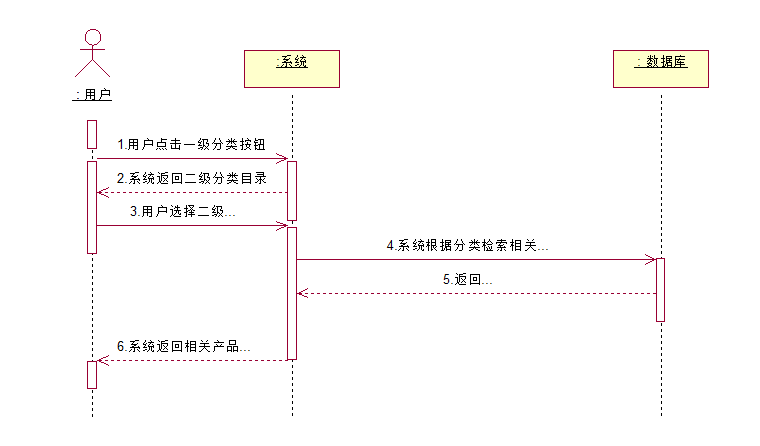 :系统
: 数据库
: 用户
1.用户点击一级分类按钮
2.系统返回二级分类目录
3.用户选择二级...
4.系统根据分类检索相关...
5.返回...
6.系统返回相关产品...